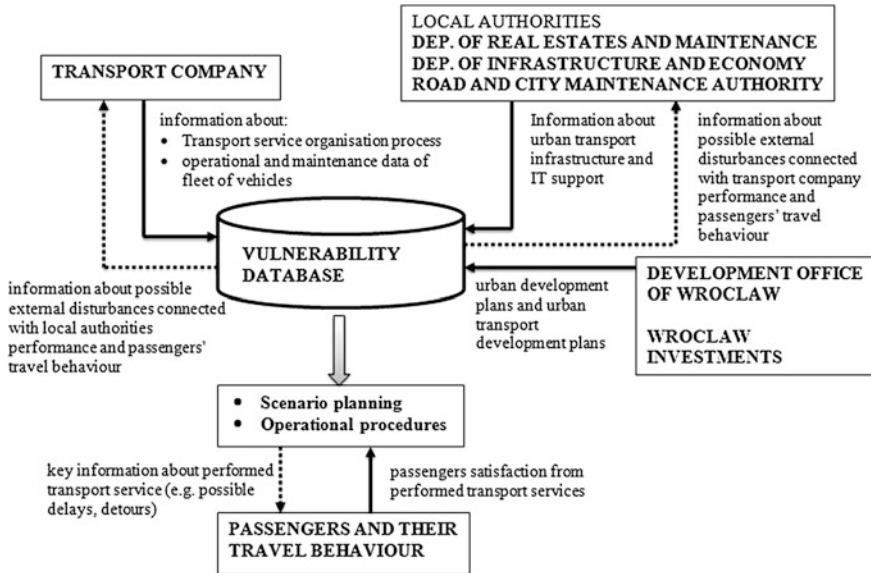 LOCAL AUTHORITIES
DEP. OF REAL ESTATES AND MAINTENANCE
DEP. OF INFRASTRUCTURE AND ECONOMY
ROAD AND CITY MAINTENANCE AUTHORITY
TRANSPORT COMPANY
information about:
• Transport service organisation process
• operational and maintenance data of
fleet of vehicles
Information about
urban transport
infrastructure and
IT support
information about
possible external
disturbances connected
with transport company
performance and
passengers' travel
behaviour
VULNERABILITY
DATABASE
information about possible
external disturbances connected
with local authorities
performance and passengers'
travel behaviour
urban development
plans and urban
transport
development plans
DEVELOPMENT OFFICE
OF WROCLAW
WROCLAW
INVESTMENTS
• Scenario planning
• Operational procedures
key information about performed
transport service (e.g. possible
delays, detours)
passengers satisfaction from
performed transport services
PASSENGERS AND THEIR
TRAVEL BEHAVIOUR